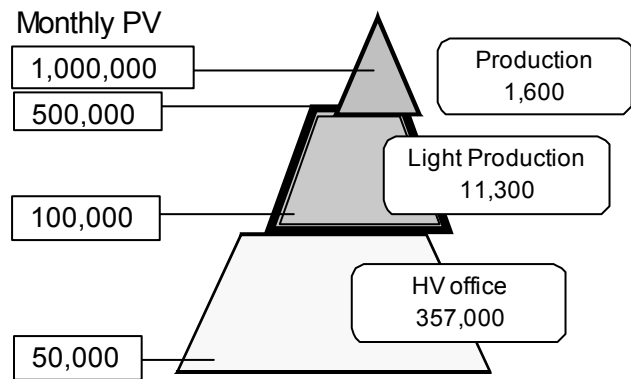 Monthly PV
1,000,000
500,000
100,000
50,000
Production
1,600
Light Production
11,300
HV office
357,000